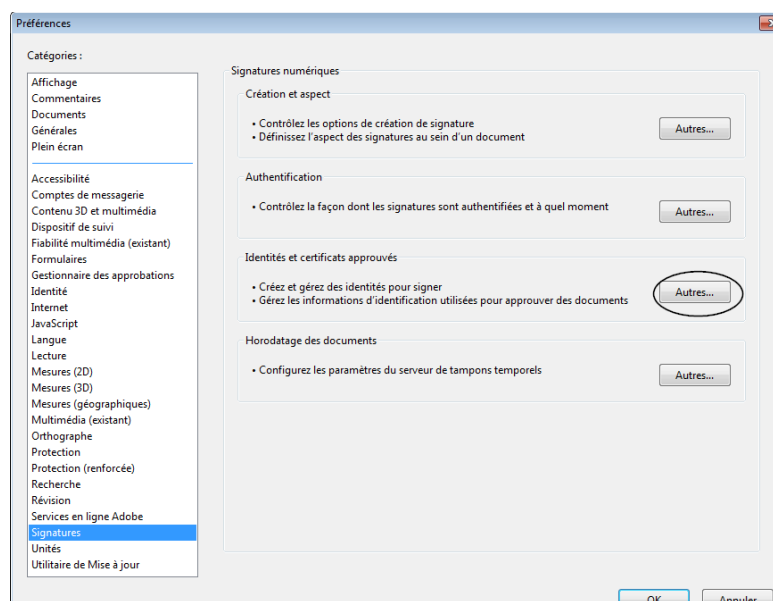 Préférences
Catégories :
Affichage
Commentaires
Documents
Générales
Plein écran
Accessibilité
Comptes de messagerie
Contenu 3D et multimédia
Dispositif de suivi
Fiabilité multimédia (existant)
Formulaires
Gestionnaire des approbations
Identité
Internet
JavaScript
Langue
Lecture
Mesures (2D)
Mesures (3D)
Mesures (géographiques)
Multimédia (existant)
Orthographe
Protection
Protection (renforcée)
Recherche
Révision
Services en ligne Adobe
Signatures
Unités
Utilitaire de Mise à jour
Signatures numériques
Création et aspect
• Contrôlez les options de création de signature
• Définissez l'aspect des signatures au sein d'un document
Autres...
Authentification
• Contrôlez la façon dont les signatures sont authentifiées et à quel moment
Autres...
Identités et certificats approuvés
• Créez et gérez des identités pour signer
• Gérez les informations d'identification utilisées pour approuver des documents
Autres...
Horodatage des documents
• Configurez les paramètres du serveur de tampons temporels
Autres...
OK
Annuler